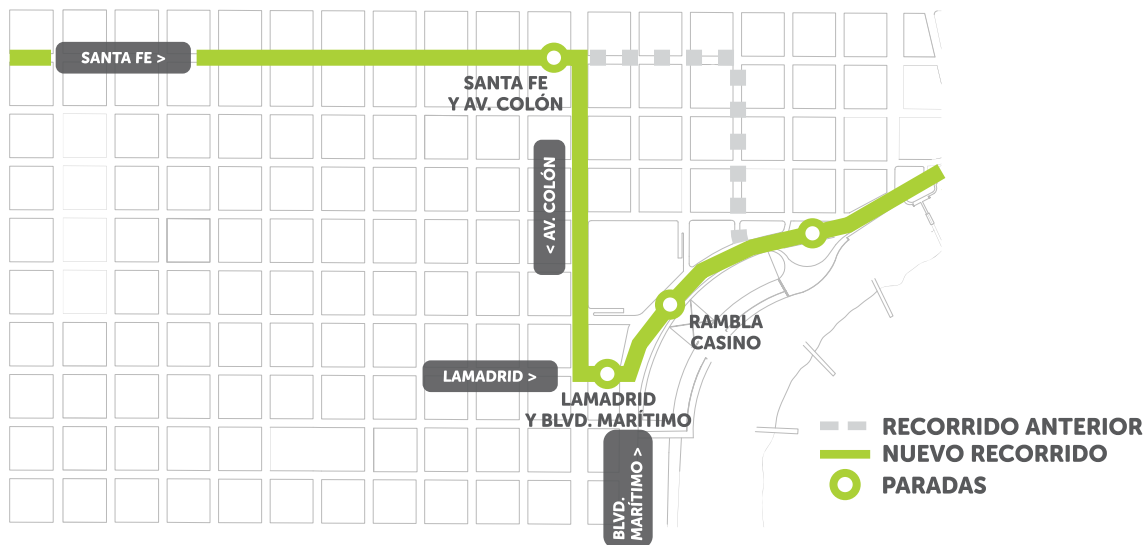 SANTA FE >
SANTA FE
Y AV. COLÓN
< AV. COLÓN
RAMBLA
CASINO
LAMADRID >
LAMADRID
Y BLVD. MARÍTIMO
BLVD.
MARÍTIMO >
RECORRIDO ANTERIOR
NUEVO RECORRIDO
PARADAS